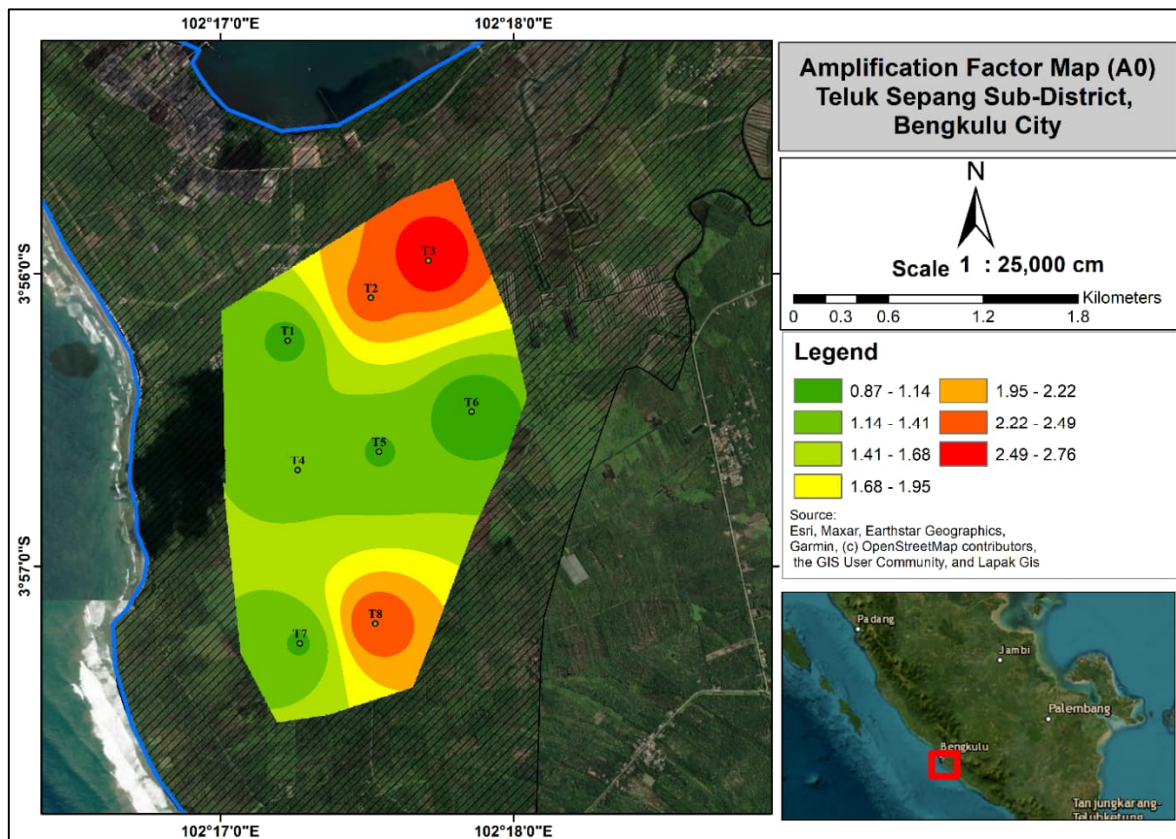 102°17'0"E
102°18'0"E
3°56'0"S
3°57'0"S
T3
T2
T1
T6
T5
T4
T8
T7
102°17'0"E
102°18'0"E
Amplification Factor Map (A0)
Teluk Sepang Sub-District,
Bengkulu City
N
Scale 1 : 25,000 cm
Kilometers
0 0.3 0.6 1.2 1.8
Legend
0.87 - 1.14
1.14 - 1.41
1.41 - 1.68
1.68 - 1.95
1.95 - 2.22
2.22 - 2.49
2.49 - 2.76
Source:
Esri, Maxar, Earthstar Geographics,
Garmin, (c) OpenStreetMap contributors,
the GIS User Community, and Lapak Gis
Padang
Jambi
Palembang
Bengkulu
Tanjungkarang-
Telubketung